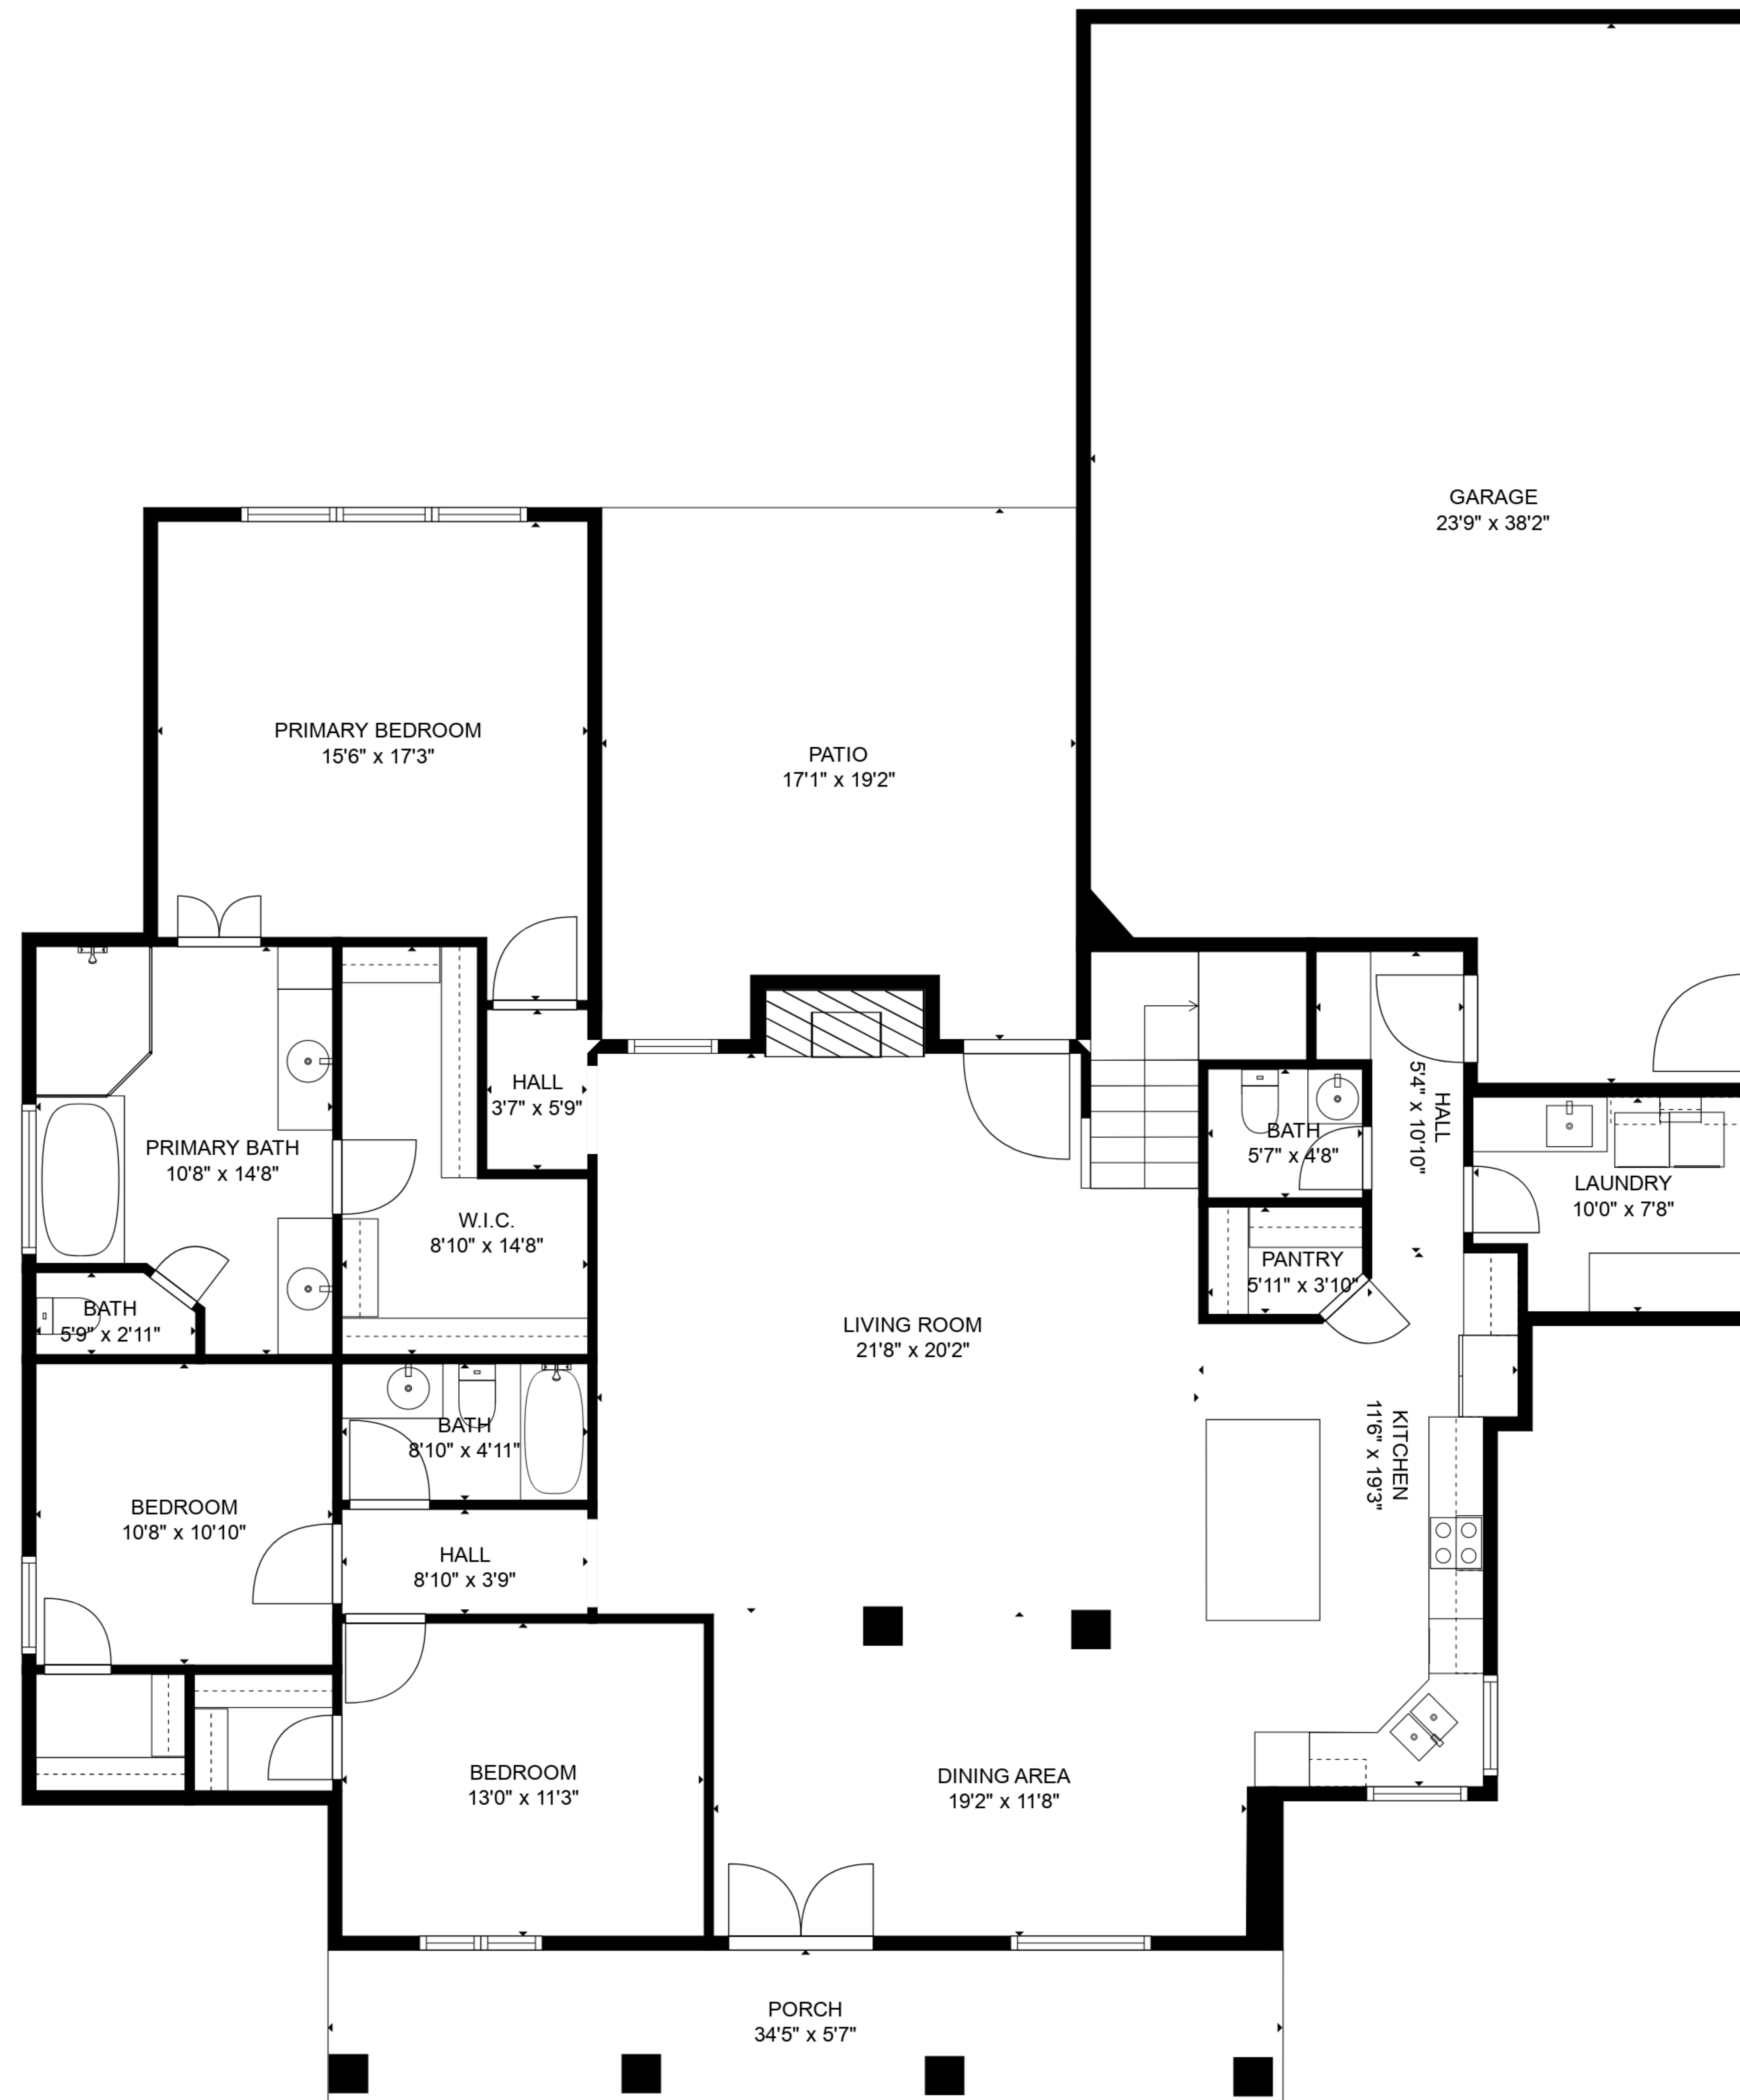 GARAGE
23'9" x 38'2"
PRIMARY BEDROOM
15'6" x 17'3"
PATIO
17'1" x 19'2"
HALL
3'7" x 5'9"
HALL
5'4" x 10'10"
BATH
5'7" x 4'8"
PRIMARY BATH
10'8" x 14'8"
LAUNDRY
10'0" x 7'8"
W.I.C.
8'10" x 14'8"
PANTRY
5'11" x 3'10"
BATH
5'9" x 2'11"
LIVING ROOM
21'8" x 20'2"
BATH
8'10" x 4'11"
KITCHEN
11'6" x 19'3"
BEDROOM
10'8" x 10'10"
HALL
8'10" x 3'9"
BEDROOM
13'0" x 11'3"
DINING AREA
19'2" x 11'8"
PORCH
34'5" x 5'7"